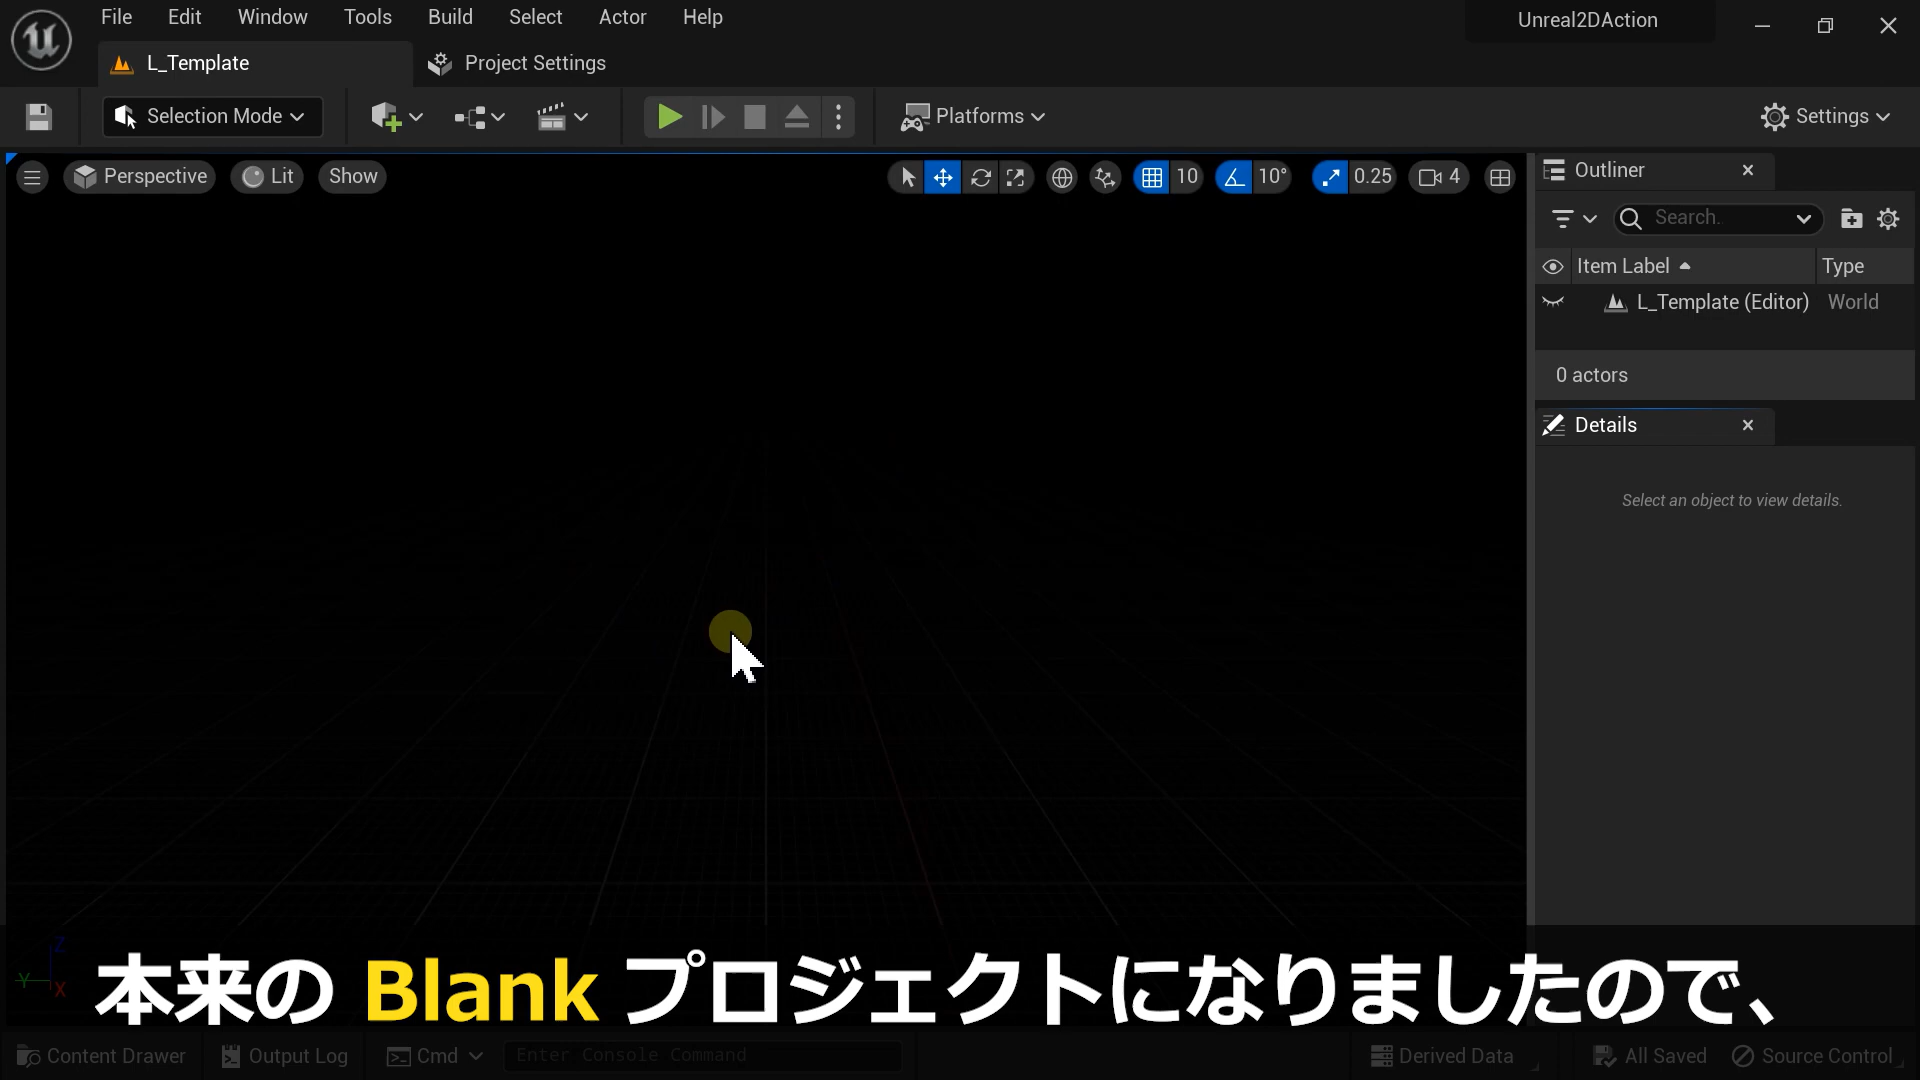 File Edit Window Tools Build Select Actor Help
Unreal2DAction
L_Template
Project Settings
Selection Mode
Platforms
Settings
Perspective Lit Show
10 10° 0.25 4
Outliner
Search..
Item Label Type
L_Template (Editor) World
0 actors
Details
Select an object to view details.
Z
Y
X
本来の Blank プロジェクトになりましたので、
Content Drawer Output Log Cmd Enter Console Command Derived Data All Saved Source Control